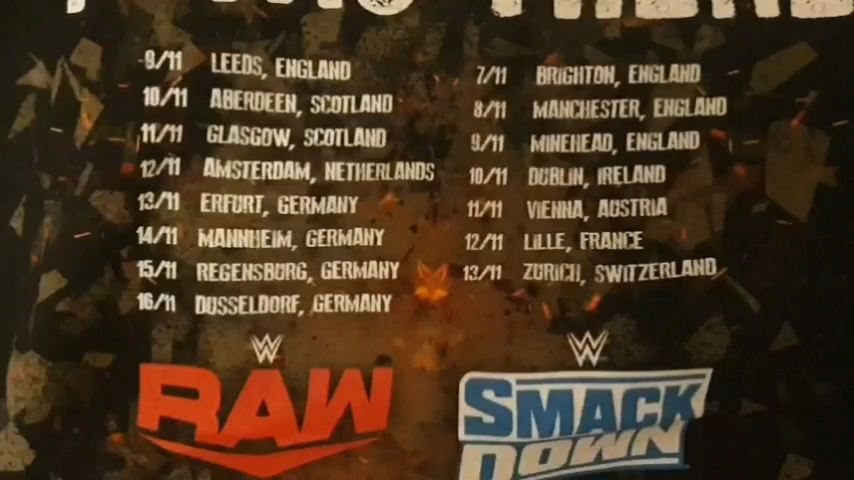 9/11 LEEDS, ENGLAND
10/11 ABERDEEN, SCOTLAND
11/11 GLASGOW, SCOTLAND
12/11 AMSTERDAM, NETHERLANDS
13/11 ERFURT, GERMANY
14/11 MANNHEIM, GERMANY
15/11 REGENSBURG, GERMANY
16/11 DUSSELDORF, GERMANY
W
RAW
7/11 BRIGHTON, ENGLAND
8/11 MANCHESTER, ENGLAND
9/11 MINEHEAD, ENGLAND
10/11 DUBLIN, IRELAND
11/11 VIENNA, AUSTRIA
12/11 LILLE, FRANCE
13/11 ZURICH, SWITZERLAND
W
SMACK
DOWN